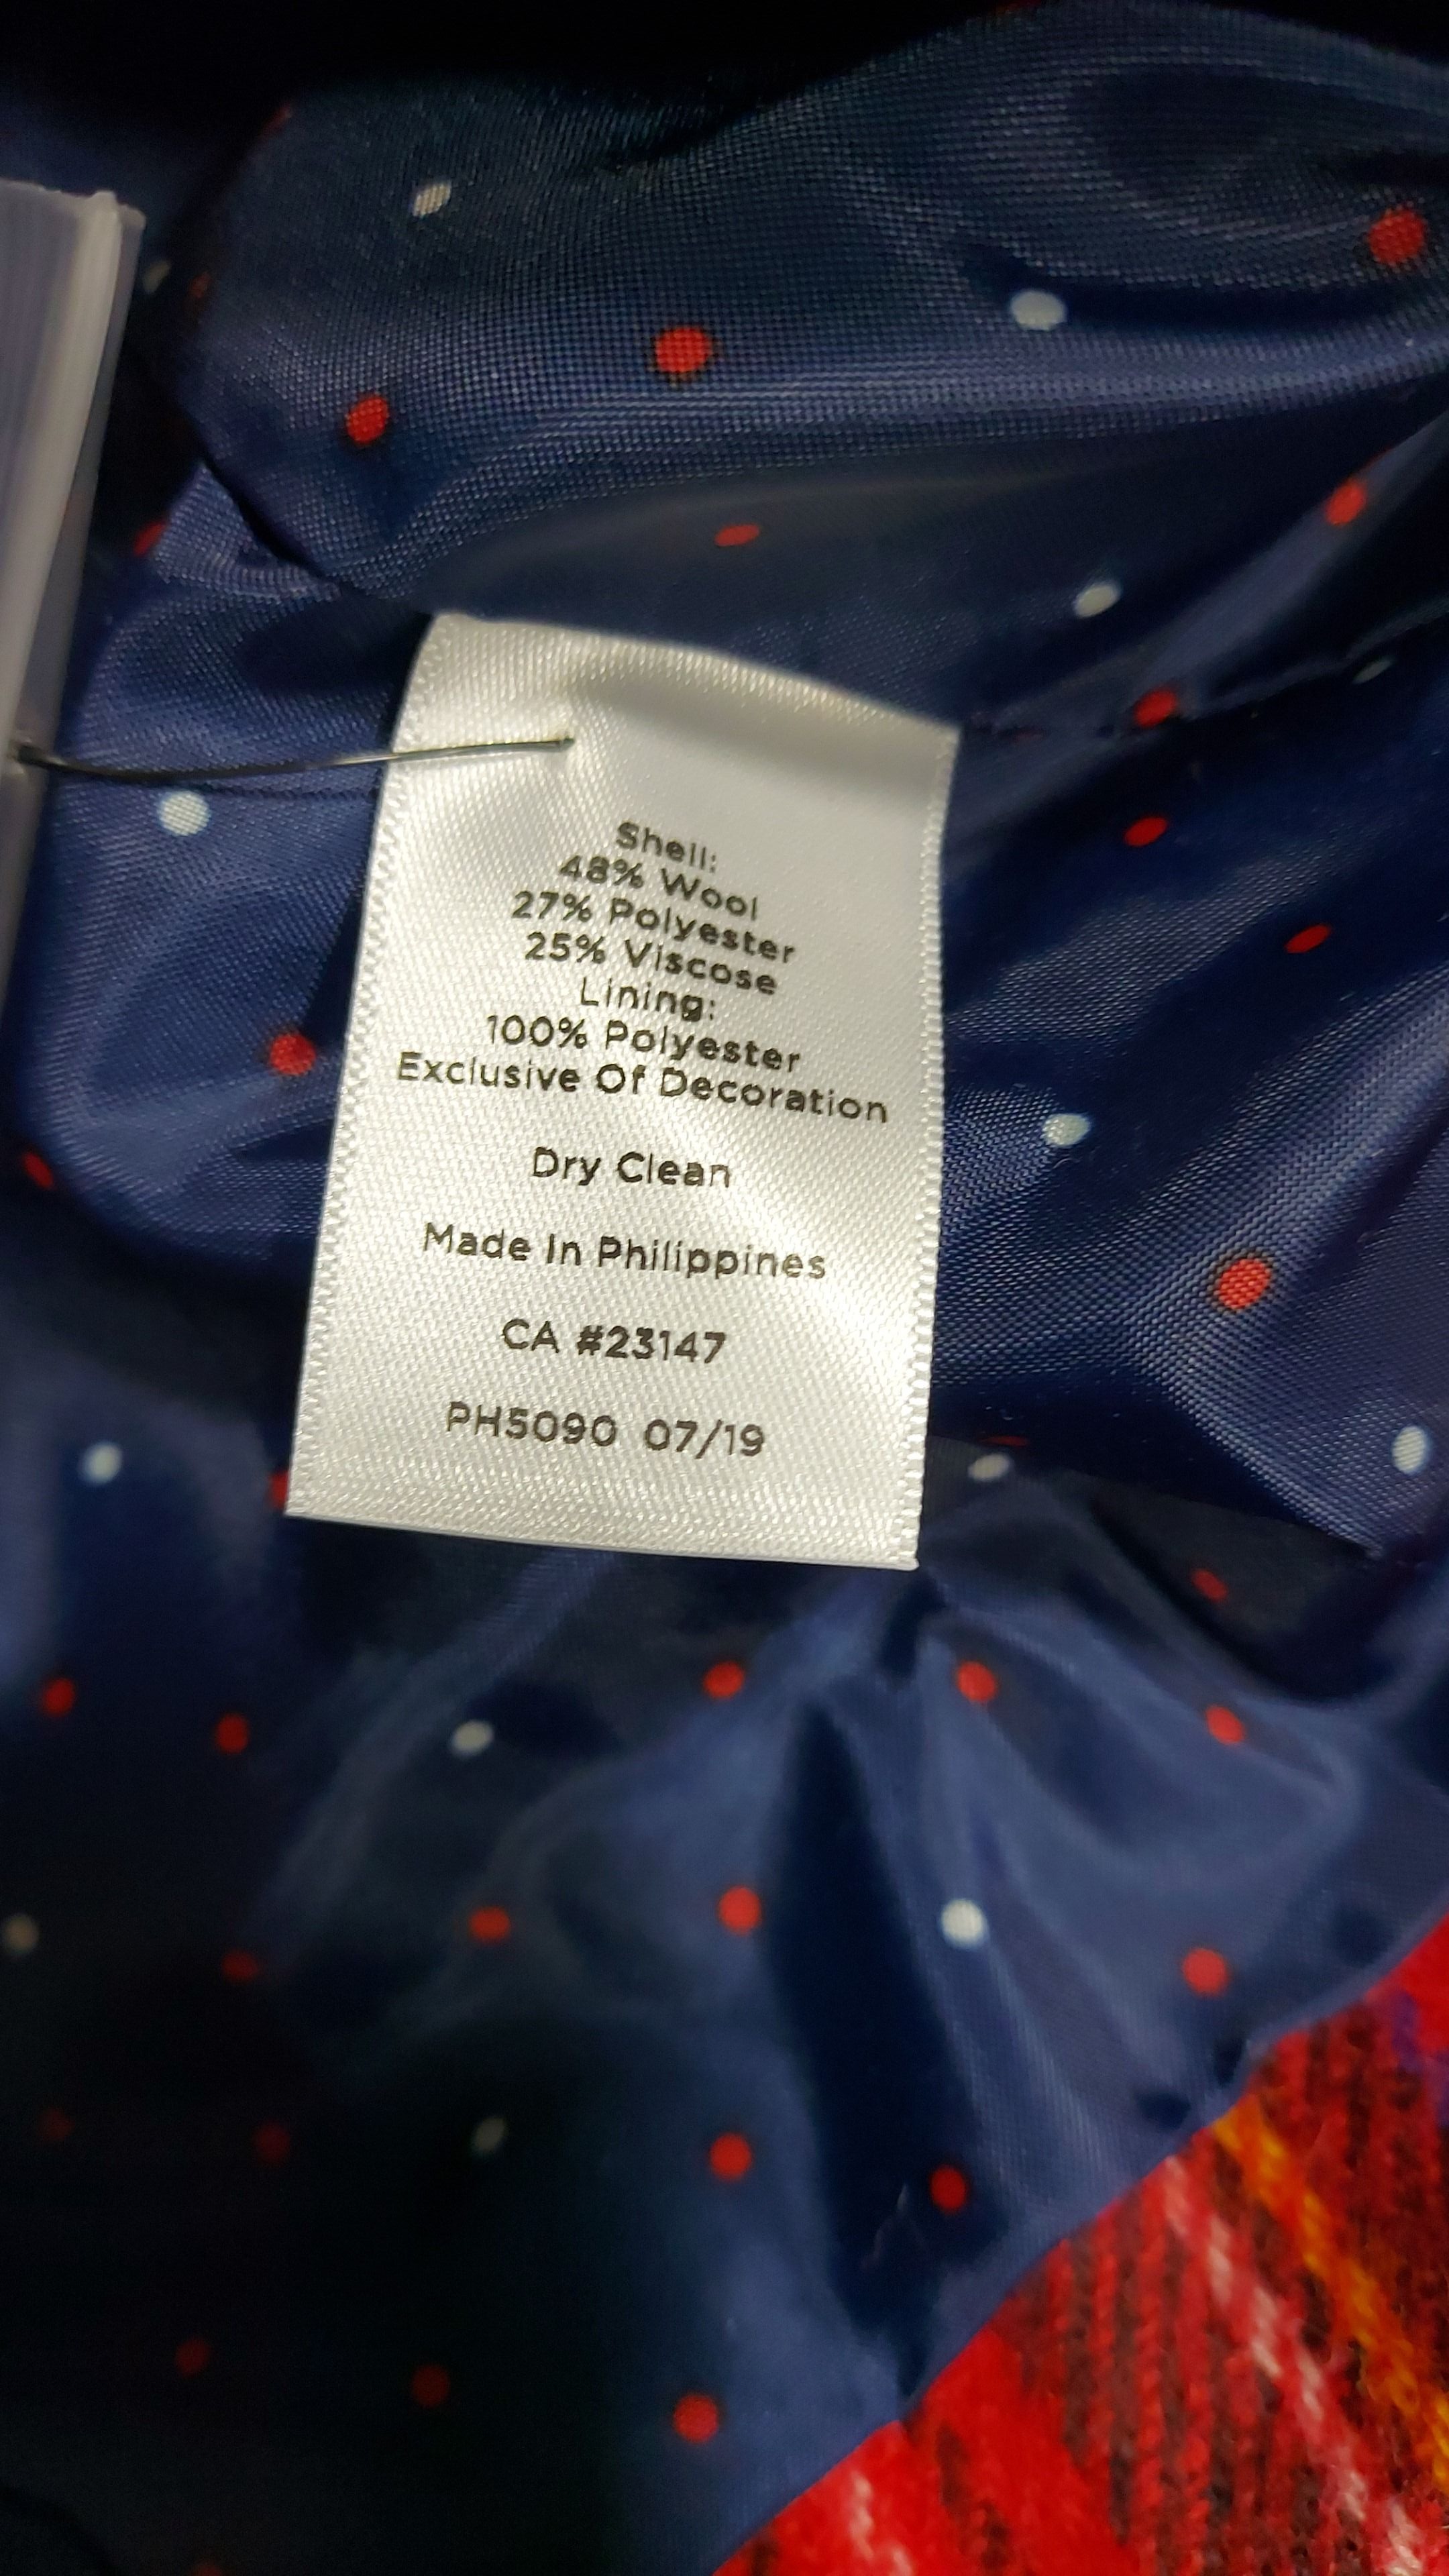 Shell:
48% Wool
27% Polyester
25% Viscose
Lining:
100% Polyester
Exclusive Of Decoration
Dry Clean
Made In Philippines
CA #23147
PH5090 07/19